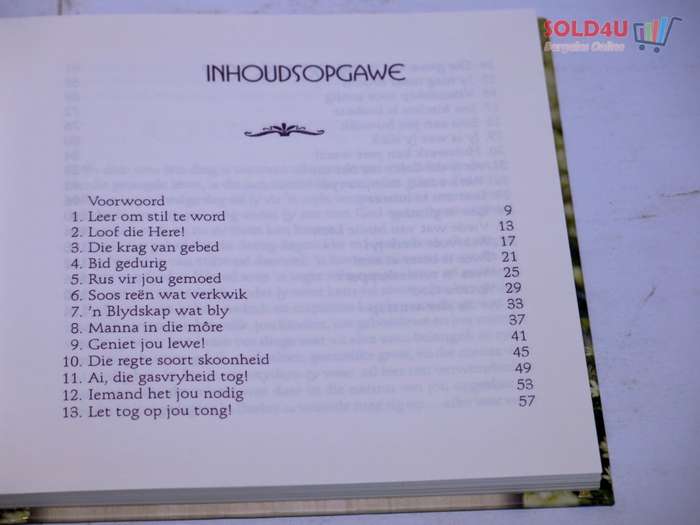 SOLD4U
Bargains Online
INHOUDSOPGAWE
Voorwoord
1. Leer om stil te word 9
2. Loof die Here! 13
3. Die krag van gebed 17
4. Bid gedurig 21
5. Rus vir jou gemoed 25
6. Soos reën wat verkwik 29
7. 'n Blydskap wat bly 33
8. Manna in die môre 37
9. Geniet jou lewe! 41
10. Die regte soort skoonheid 45
11. Ai, die gasvryheid tog! 49
12. Iemand het jou nodig 53
13. Let tog op jou tong! 57